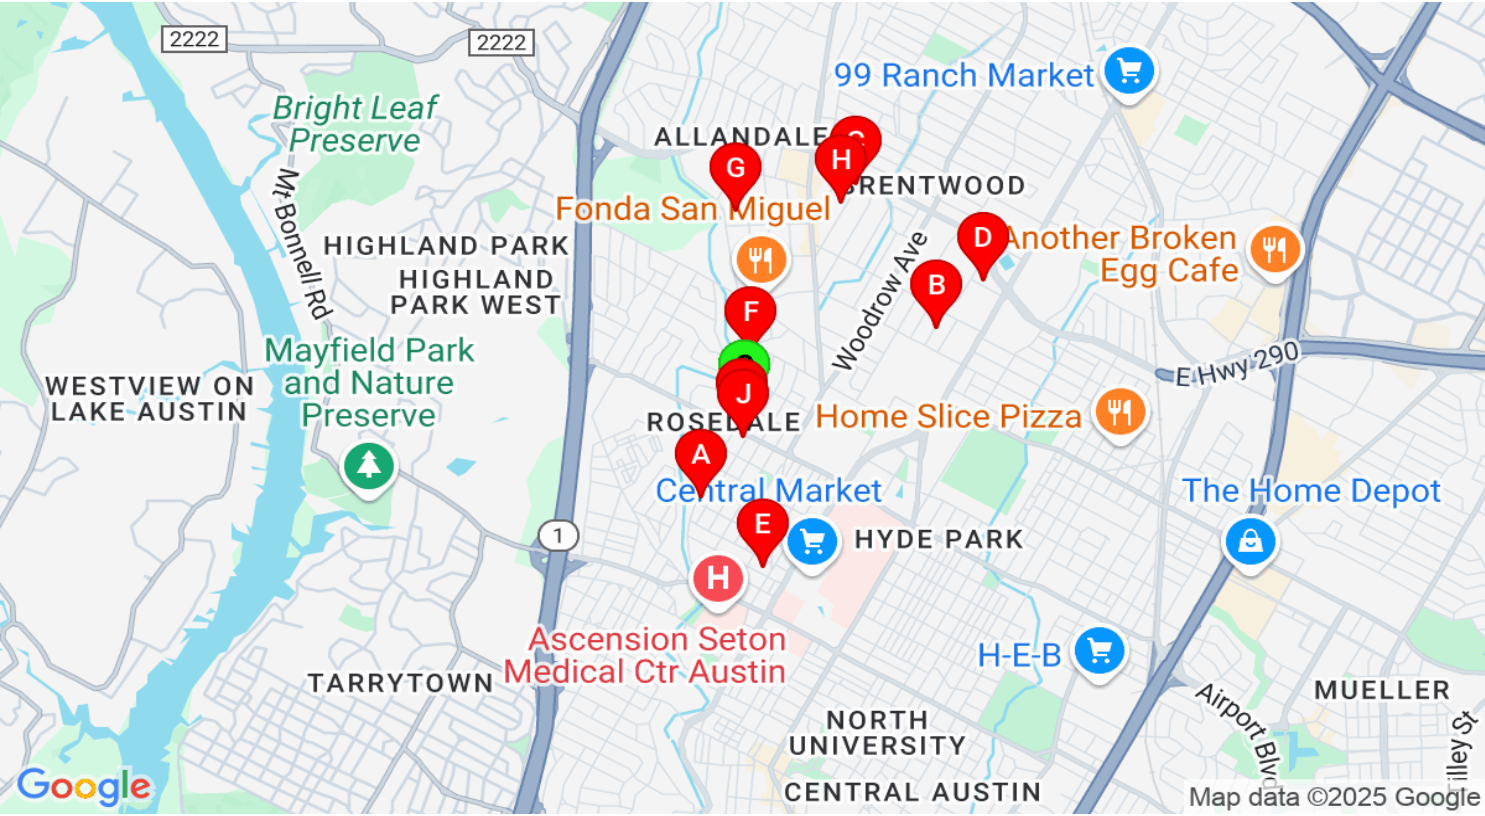 2222
2222
99 Ranch Market
Bright Leaf
Preserve
ALLANDALE
H
G
BRENTWOOD
Mt Bonnell Rd
Fonda San Miguel
HIGHLAND PARK
D
Another Broken
Egg Cafe
HIGHLAND
PARK WEST
B
Woodrow Ave
F
Mayfield Park
and Nature
Preserve
E Hwy 290
WESTVIEW ON
LAKE AUSTIN
J
ROSEDALE
Home Slice Pizza
A
Central Market
The Home Depot
E
1
HYDE PARK
H
Ascension Seton
Medical Ctr Austin
H-E-B
TARRYTOWN
MUELLER
Airport Blvd
NORTH
UNIVERSITY
Tilley St
CENTRAL AUSTIN
Google
Map data ©2025 Google